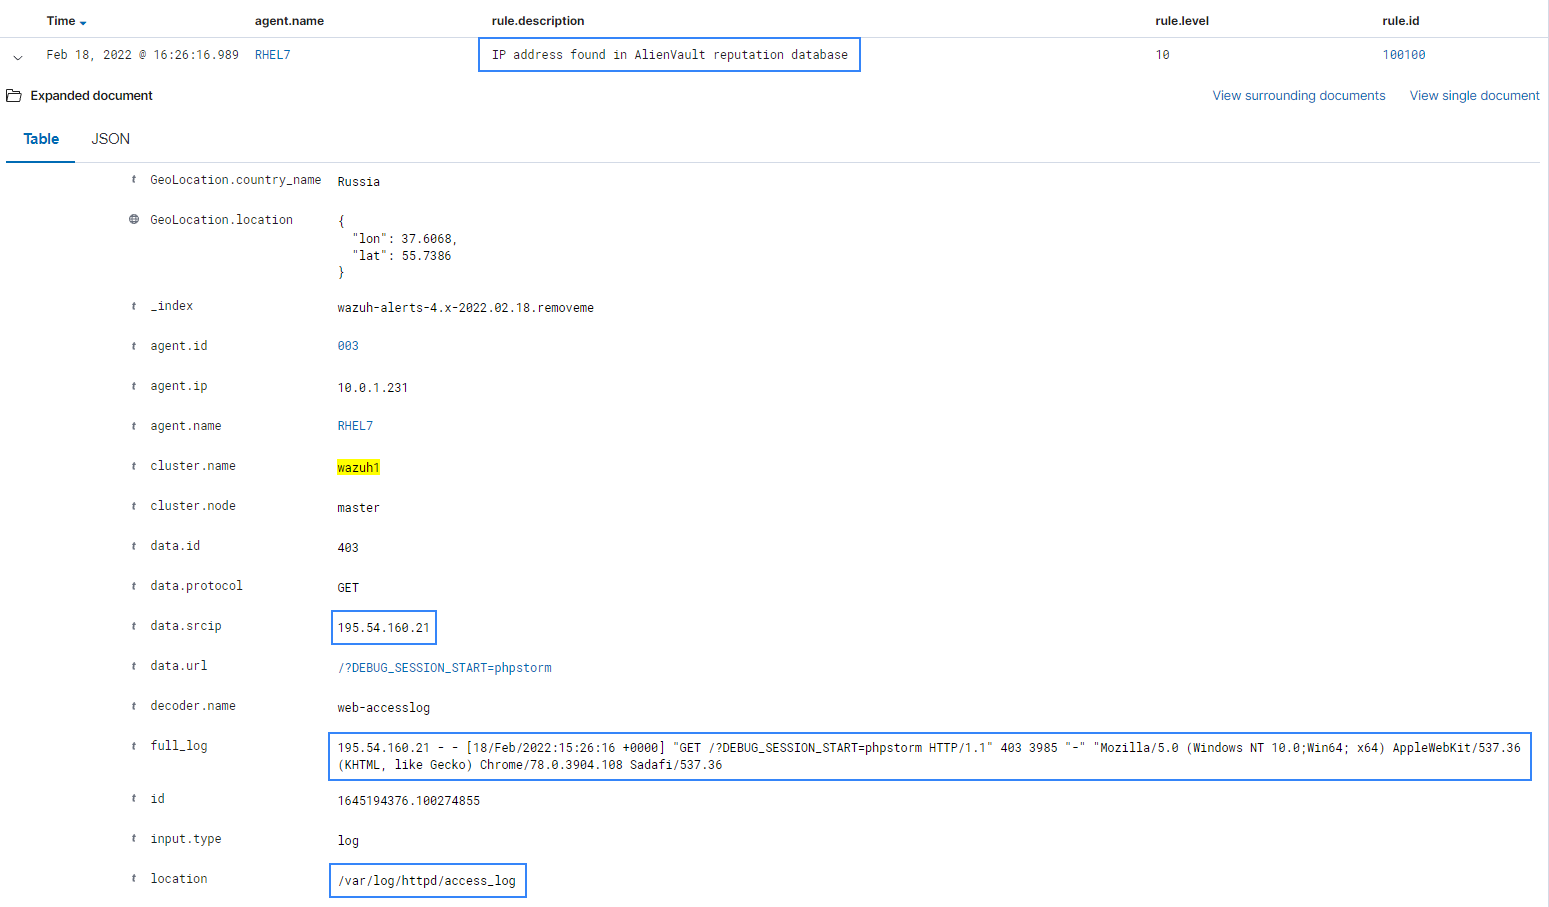 Time agent.name rule.description rule.level rule.id
Feb 18, 2022 @ 16:26:16.989 RHEL7 IP address found in AlienVault reputation database 10 100100
Expanded document View surrounding documents View single document
Table JSON
t GeoLocation.country_name Russia
GeoLocation.location {
"lon": 37.6068,
"lat": 55.7386
}
t _index wazuh-alerts-4.x-2022.02.18.removeme
t agent.id 003
t agent.ip 10.0.1.231
t agent.name RHEL7
t cluster.name wazuh1
t cluster.node master
t data.id 403
t data.protocol GET
t data.srcip 195.54.160.21
t data.url /?DEBUG_SESSION_START=phpstorm
t decoder.name web-accesslog
t full_log 195.54.160.21 - - [18/Feb/2022:15:26:16 +0000] "GET /?DEBUG_SESSION_START=phpstorm HTTP/1.1" 403 3985 "-" "Mozilla/5.0 (Windows NT 10.0;Win64; x64) AppleWebKit/537.36
(KHTML, like Gecko) Chrome/78.0.3904.108 Sadafi/537.36
t id 1645194376.100274855
t input.type log
t location /var/log/httpd/access_log